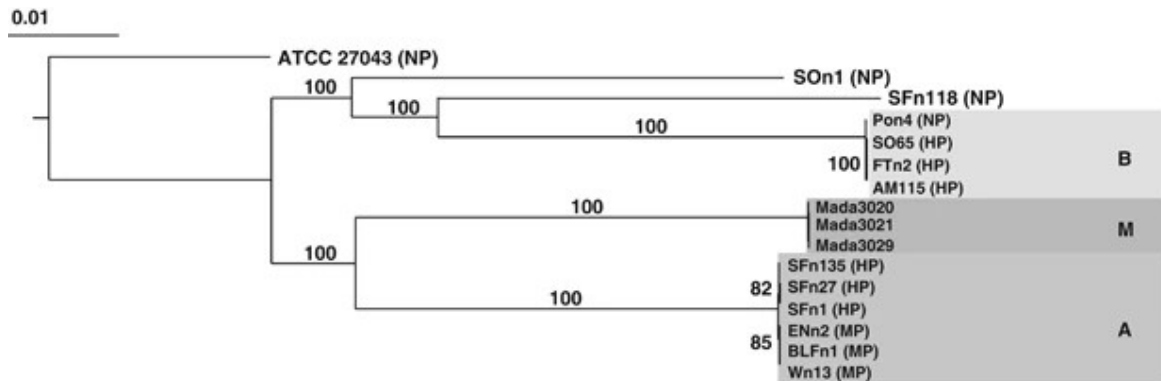 0.01
ATCC 27043 (NP)
100
SOn1 (NP)
100
SFn118 (NP)
100
Pon4 (NP)
SO65 (HP)
B
100
FTn2 (HP)
AM115 (HP)
100
Mada3020
Mada3021
M
Mada3029
100
SFn135 (HP)
82
SFn27 (HP)
100
SFn1 (HP)
A
ENn2 (MP)
85
BLFn1 (MP)
Wn13 (MP)